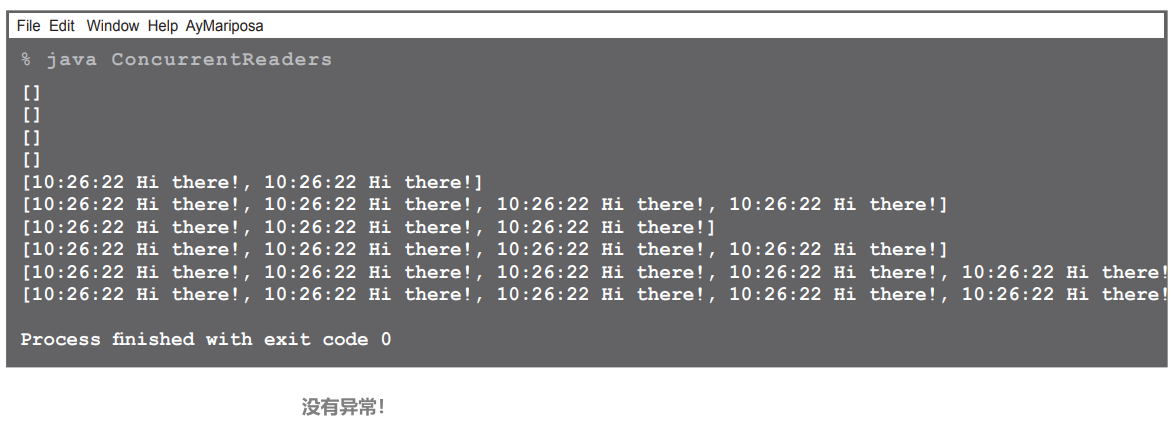 File Edit Window Help AyMariposa
% java ConcurrentReaders
[]
[]
[]
[]
[10:26:22 Hi there!, 10:26:22 Hi there!]
[10:26:22 Hi there!, 10:26:22 Hi there!, 10:26:22 Hi there!, 10:26:22 Hi there!]
[10:26:22 Hi there!, 10:26:22 Hi there!, 10:26:22 Hi there!]
[10:26:22 Hi there!, 10:26:22 Hi there!, 10:26:22 Hi there!, 10:26:22 Hi there!]
[10:26:22 Hi there!, 10:26:22 Hi there!, 10:26:22 Hi there!, 10:26:22 Hi there!, 10:26:22 Hi there!
[10:26:22 Hi there!, 10:26:22 Hi there!, 10:26:22 Hi there!, 10:26:22 Hi there!, 10:26:22 Hi there!
Process finished with exit code 0
没有异常!